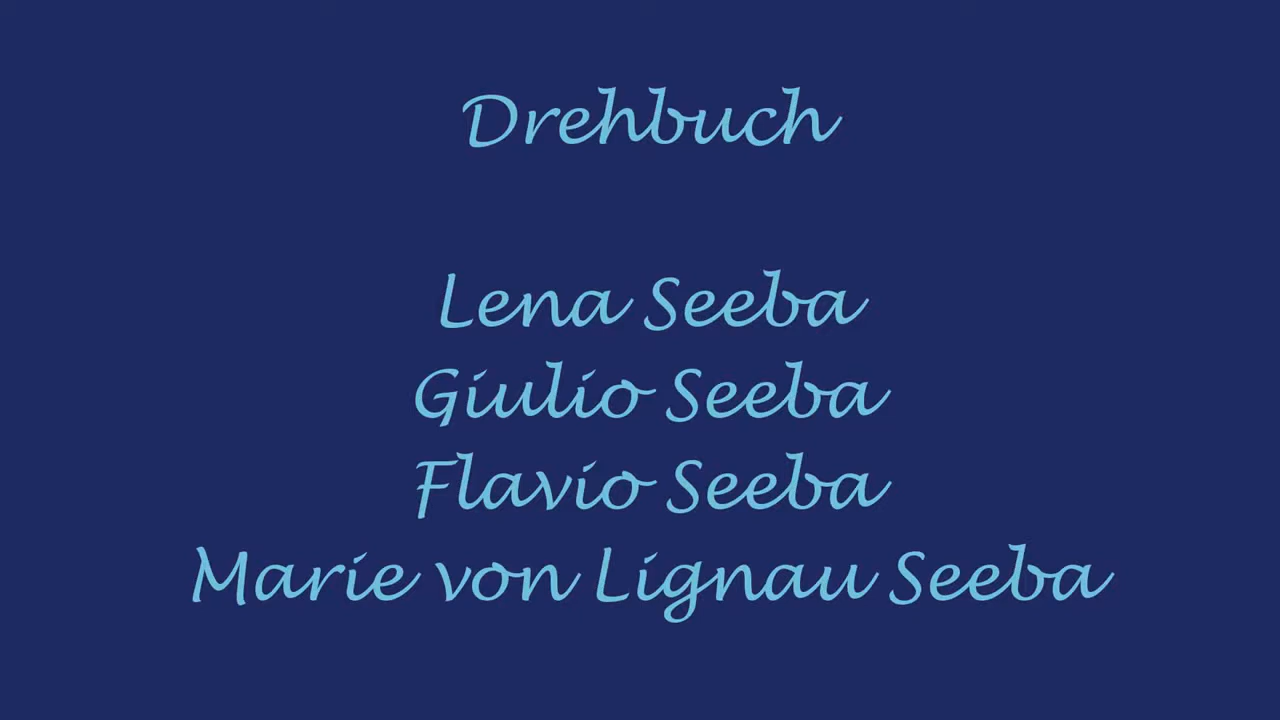 Drehbuch
Lena Seeba
Giulio Seeba
Flavio Seeba
Marie von Lignau Seeba